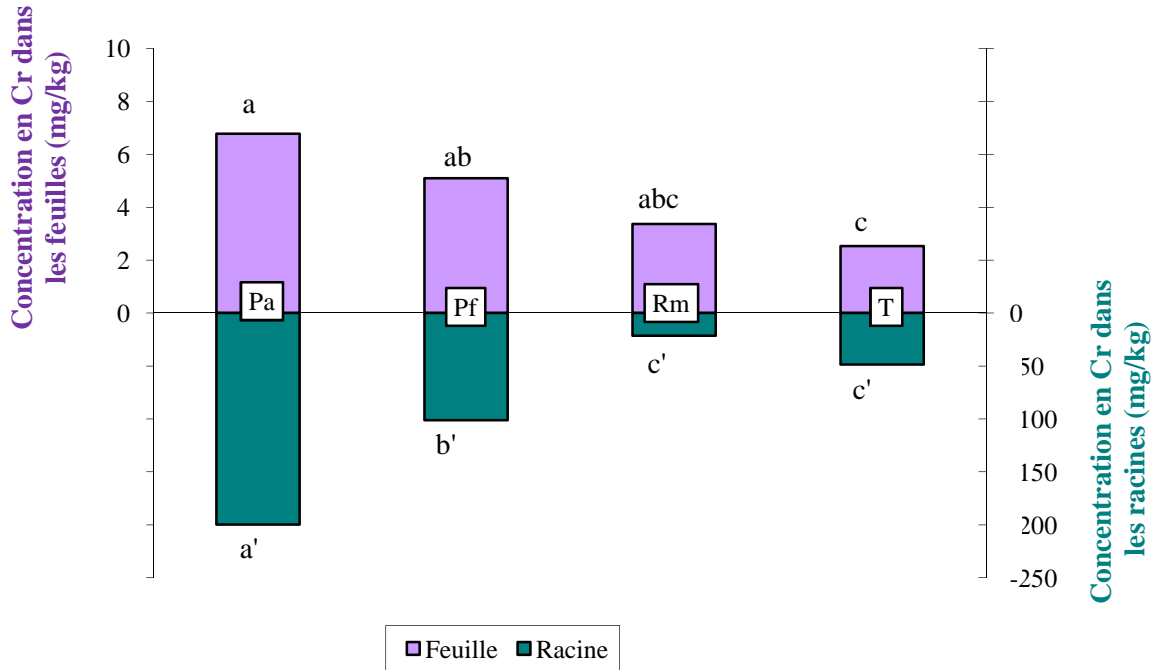 Concentration en Cr dans
les feuilles (mg/kg)
10
8
6
4
2
0
a
ab
abc
c
Pa
Pf
Rm
T
a'
b'
c'
c'
0
50
100
150
200
-250
Concentration en Cr dans
les racines (mg/kg)
Feuille
Racine